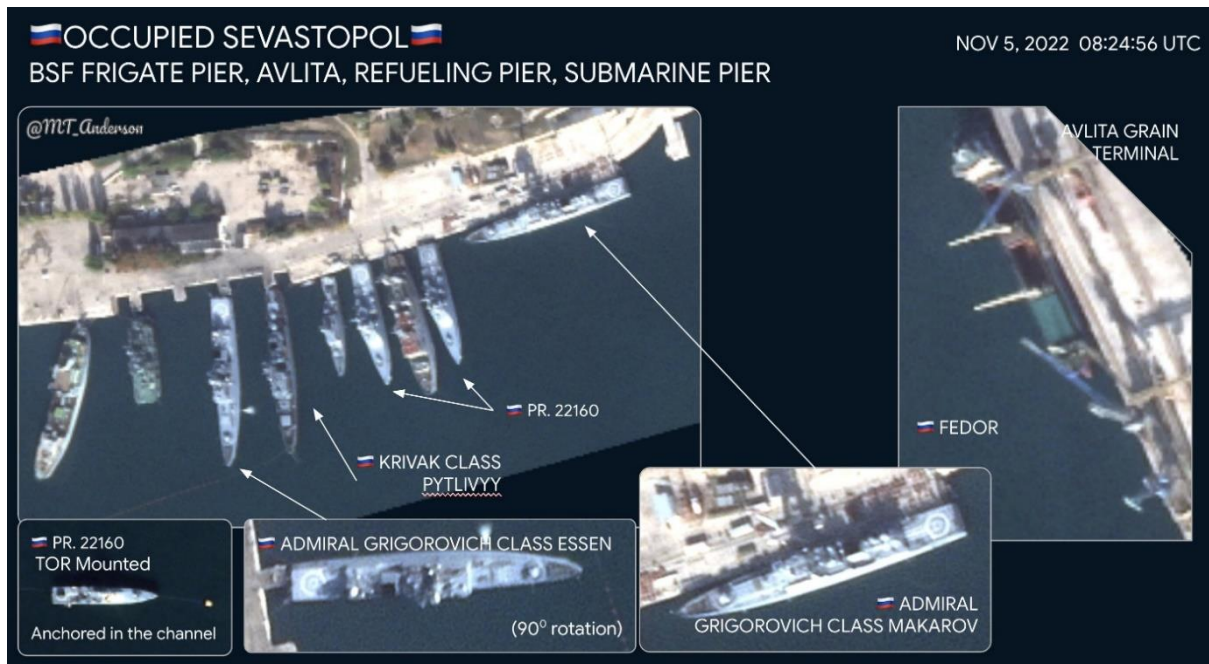 🇷🇺OCCUPIED SEVASTOPOL🇷🇺
BSF FRIGATE PIER, AVLITA, REFUELING PIER, SUBMARINE PIER
NOV 5, 2022 08:24:56 UTC
@MT_Anderson
AVLITA GRAIN
TERMINAL
🇷🇺 PR. 22160
🇷🇺 FEDOR
🇷🇺 KRIVAK CLASS
PYTLIVYY
🇷🇺 PR. 22160
TOR Mounted
Anchored in the channel
🇷🇺 ADMIRAL GRIGOROVICH CLASS ESSEN
(90⁰ rotation)
🇷🇺 ADMIRAL
GRIGOROVICH CLASS MAKAROV